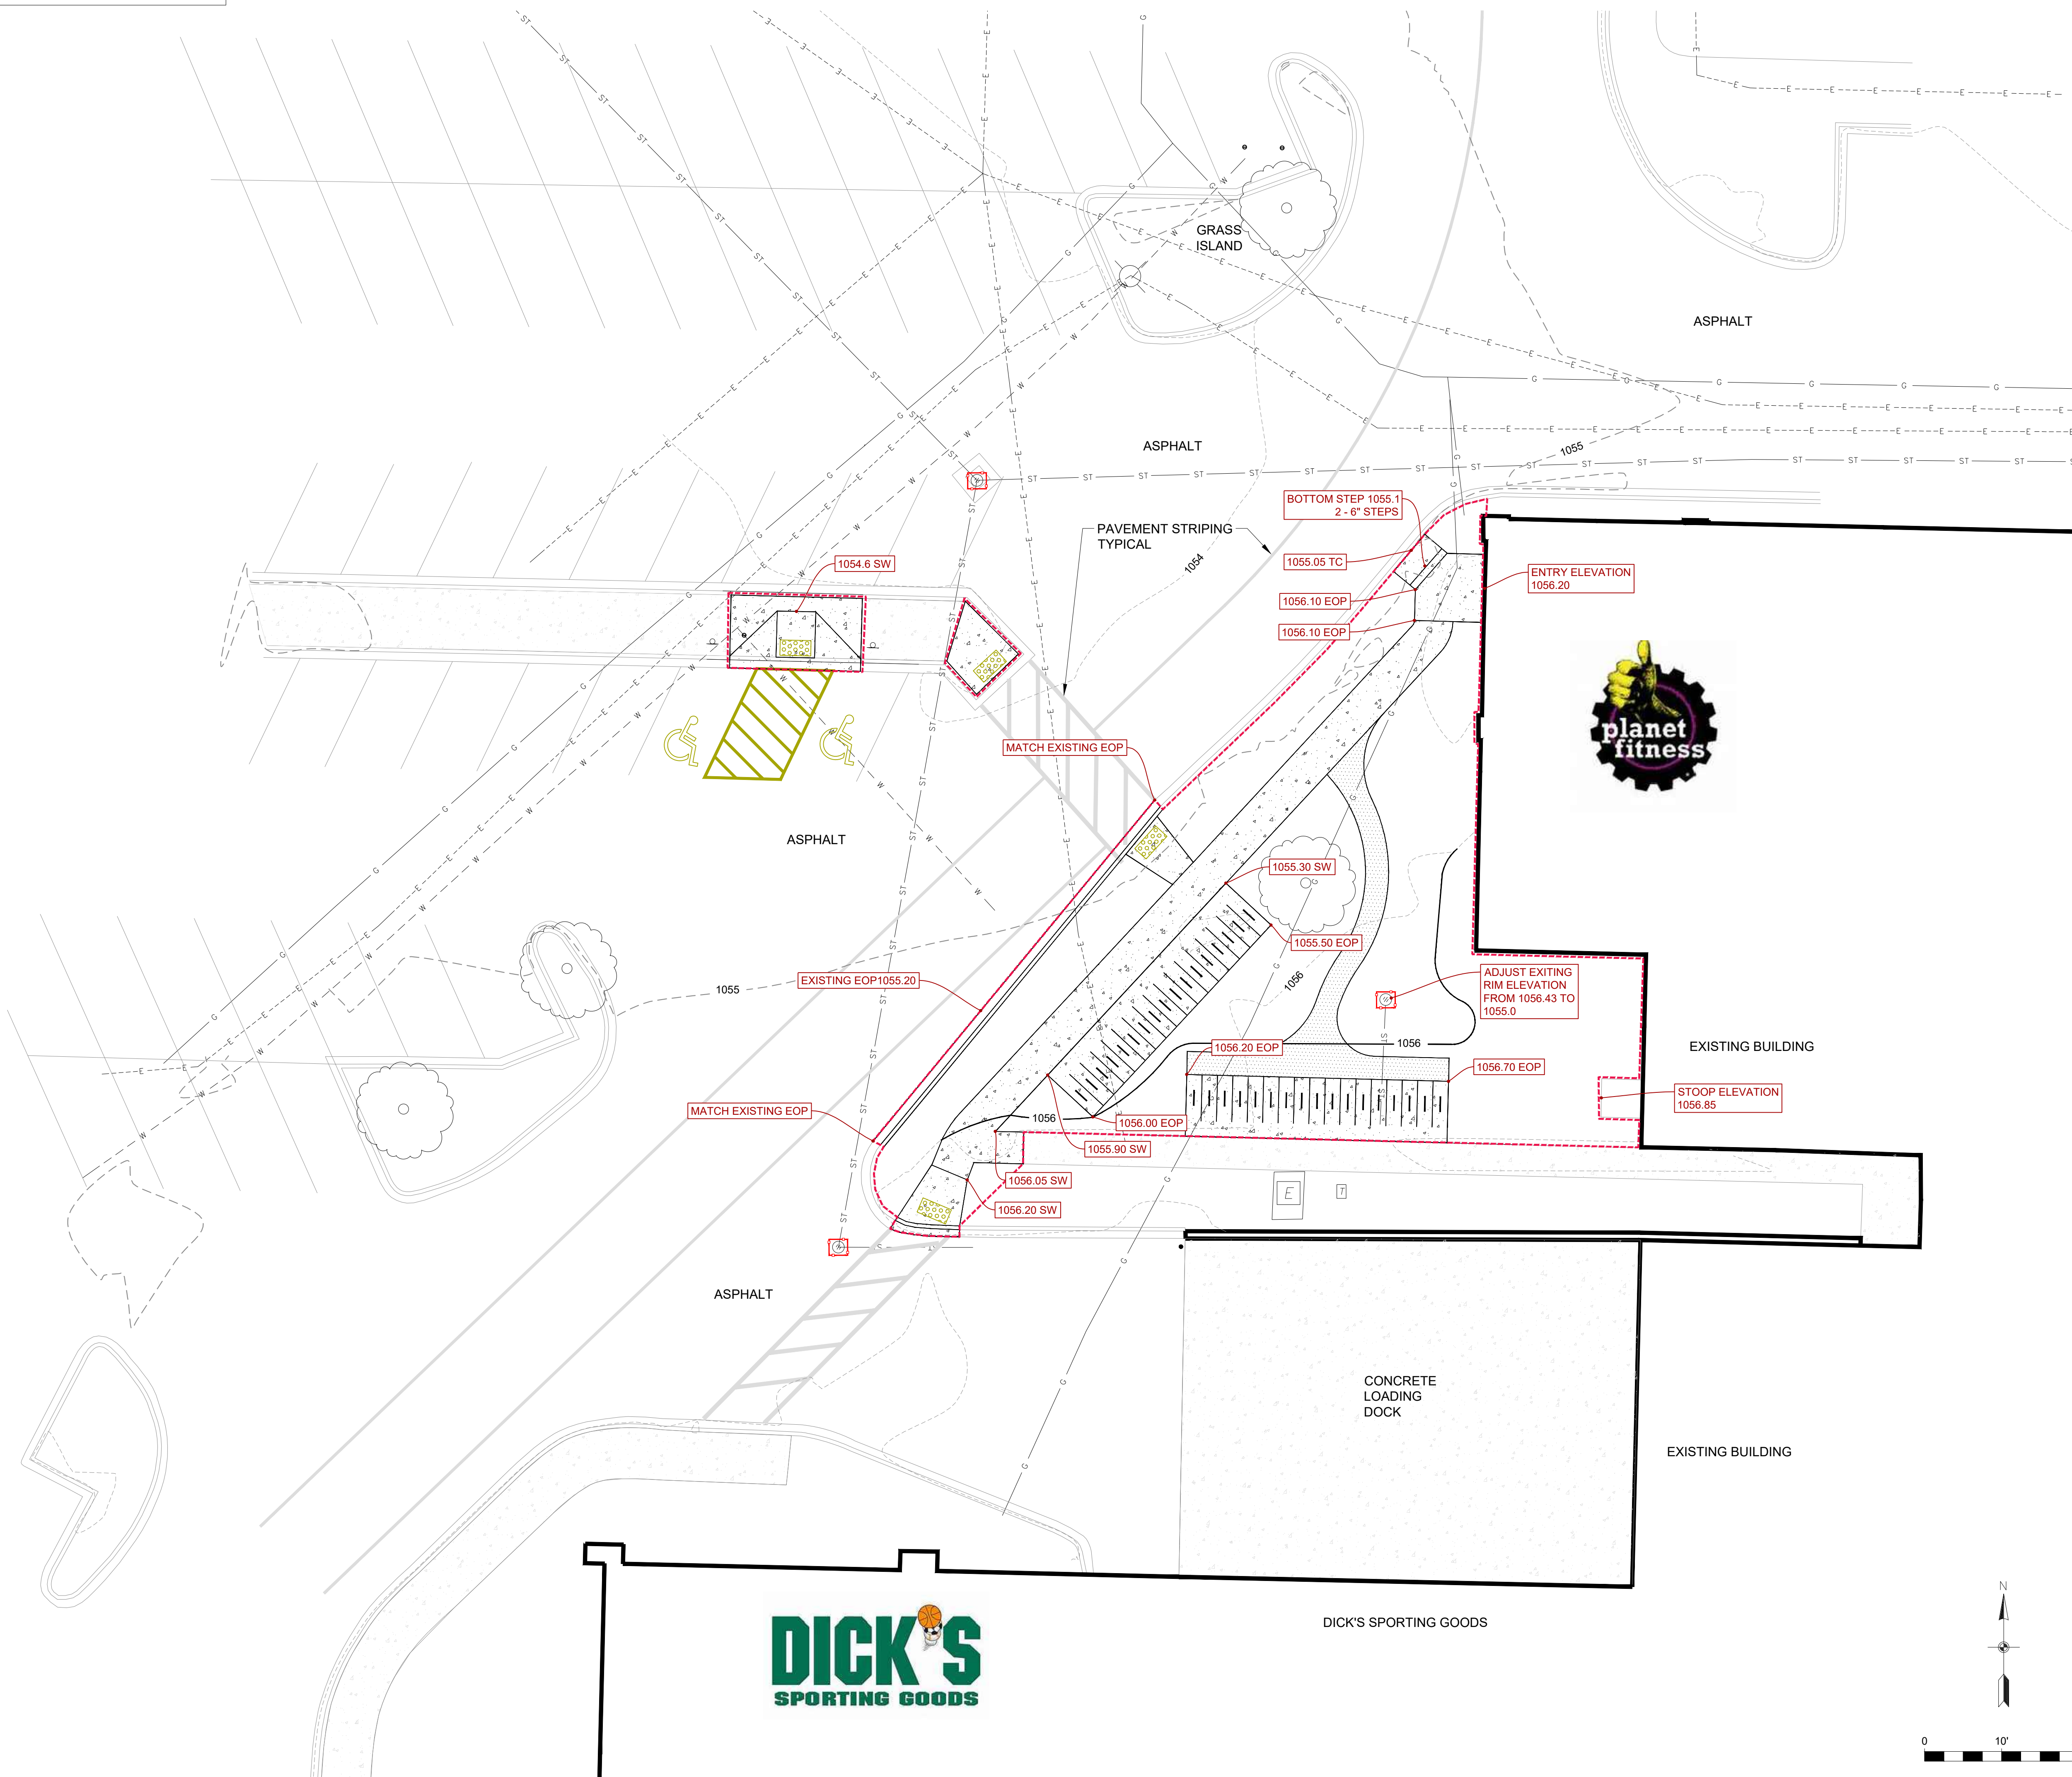 GRASS
ISLAND
ASPHALT
ASPHALT
1055
BOTTOM STEP 1055.1
2 - 6" STEPS
PAVEMENT STRIPING
TYPICAL
1054
1054.6 SW
1055.05 TC
ENTRY ELEVATION
1056.20
1056.10 EOP
1056.10 EOP
planet
fitness
MATCH EXISTING EOP
ASPHALT
1055.30 SW
1055.50 EOP
EXISTING EOP1055.20
1055
1056
ADJUST EXITING
RIM ELEVATION
FROM 1056.43 TO
1055.0
1056.20 EOP
1056
EXISTING BUILDING
1056.70 EOP
STOOP ELEVATION
1056.85
MATCH EXISTING EOP
1056
1056.00 EOP
1055.90 SW
1056.05 SW
1056.20 SW
E
T
ASPHALT
CONCRETE
LOADING
DOCK
EXISTING BUILDING
DICK'S
SPORTING GOODS
DICK'S SPORTING GOODS
N
0 10'